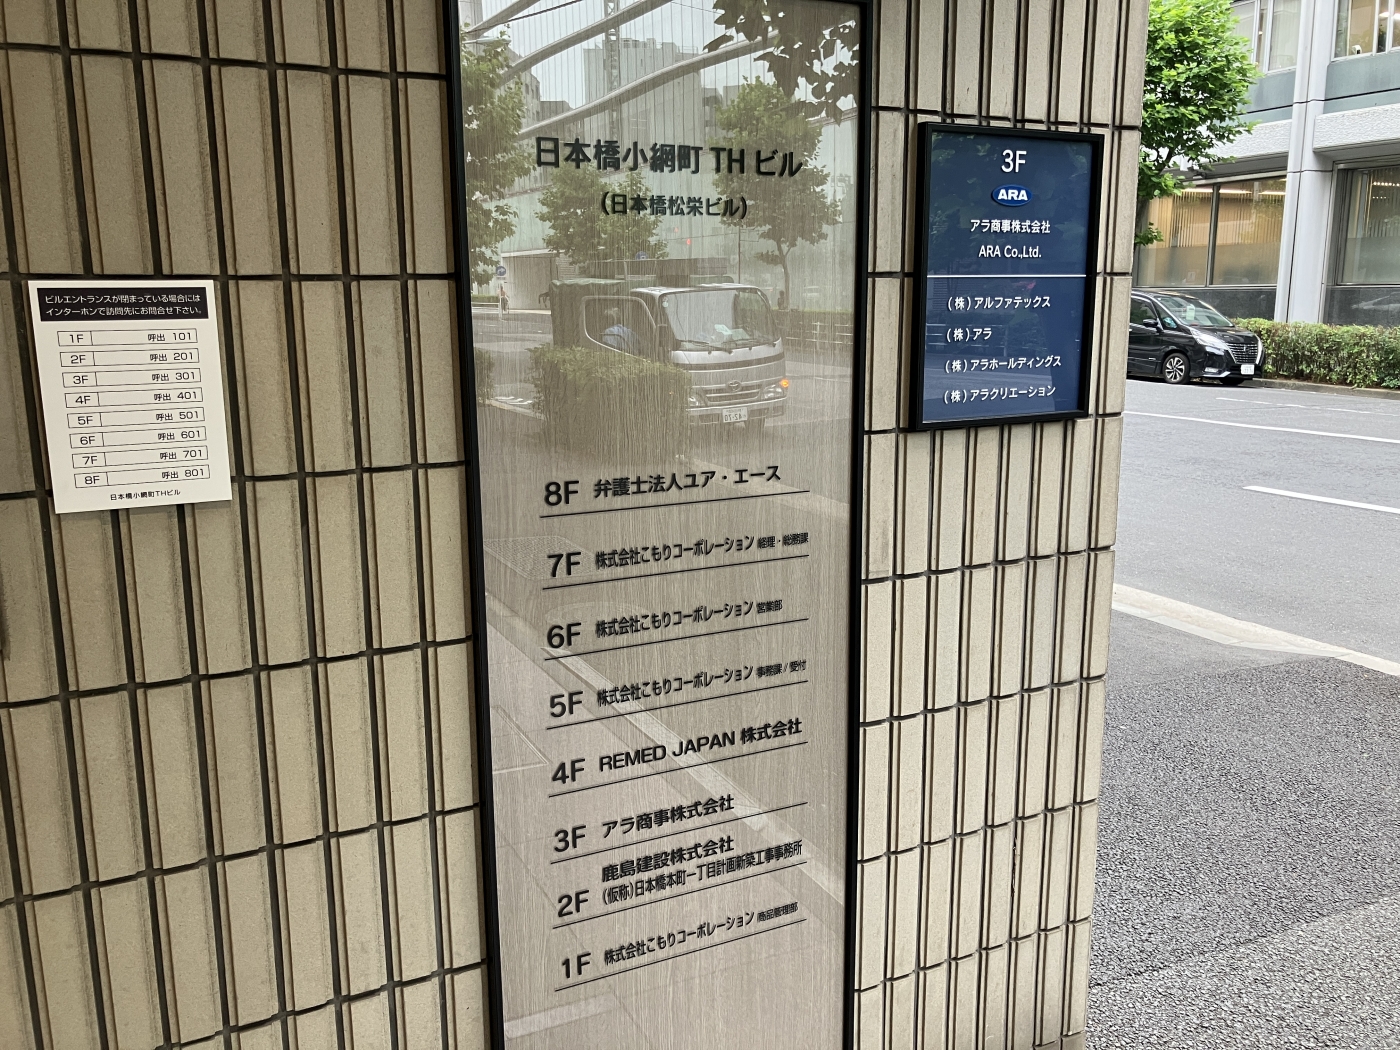 ビルエントランスが閉まっている場合には
インターホンで訪問先にお問合せ下さい。
1F 呼出 101
2F 呼出 201
3F 呼出 301
4F 呼出 401
5F 呼出 501
6F 呼出 601
7F 呼出 701
8F 呼出 801
日本橋小網町THビル
日本橋小網町 TH ビル
(日本橋松栄ビル)
8F 弁護士法人ユア・エース
7F 株式会社こもりコーポレーション 経理・総務課
6F 株式会社こもりコーポレーション 営業部
5F 株式会社こもりコーポレーション 事務課/受付
4F REMED JAPAN 株式会社
3F アラ商事株式会社
鹿島建設株式会社
2F (仮称)日本橋本町一丁目計画新築工事事務所
1F 株式会社こもりコーポレーション 商品管理部
3F
ARA
アラ商事株式会社
ARA Co.,Ltd.
(株)アルファテックス
(株)アラ
(株)アラホールディングス
(株)アラクリエーション